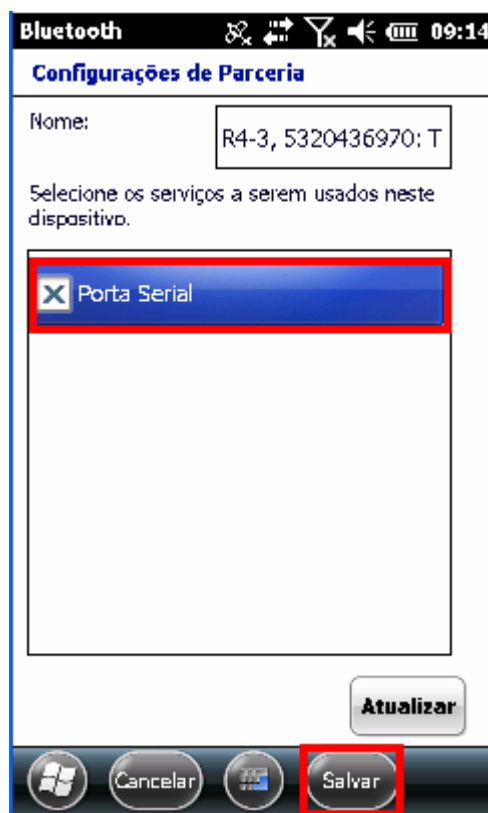 Bluetooth 09:14
Configurações de Parceria
Nome: R4-3, 5320436970: T
Selecione os serviços a serem usados neste
dispositivo.
Porta Serial
Atualizar
Cancelar Salvar